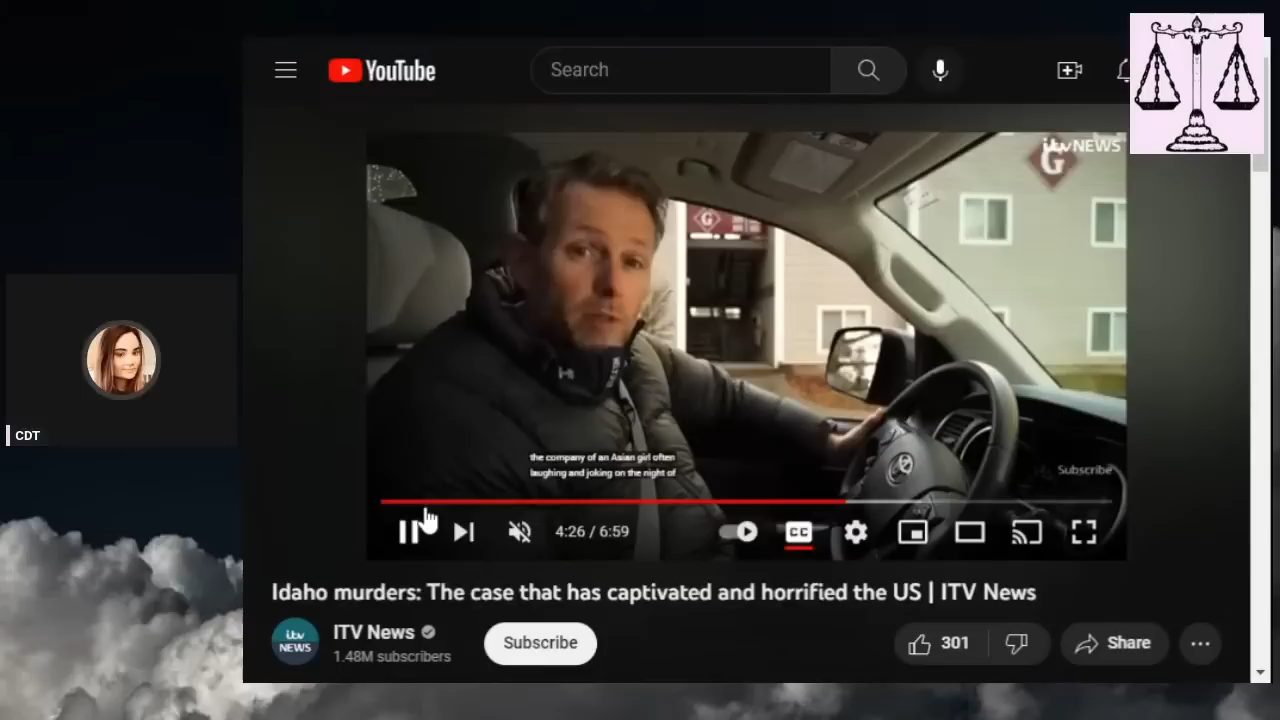 YouTube
Search
itv NEWS
G
G
the company of an Asian girl often
laughing and joking on the night of
Subscribe
4:26 / 6:59
CC
CDT
Idaho murders: The case that has captivated and horrified the US | ITV News
itv
NEWS
ITV News
1.48M subscribers
Subscribe
301
Share